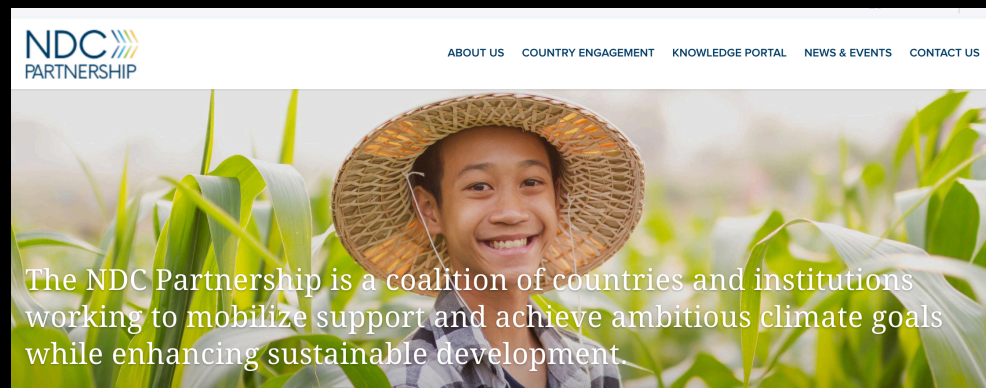 NDC
PARTNERSHIP
ABOUT US COUNTRY ENGAGEMENT KNOWLEDGE PORTAL NEWS & EVENTS CONTACT US
The NDC Partnership is a coalition of countries and institutions
working to mobilize support and achieve ambitious climate goals
while enhancing sustainable development.